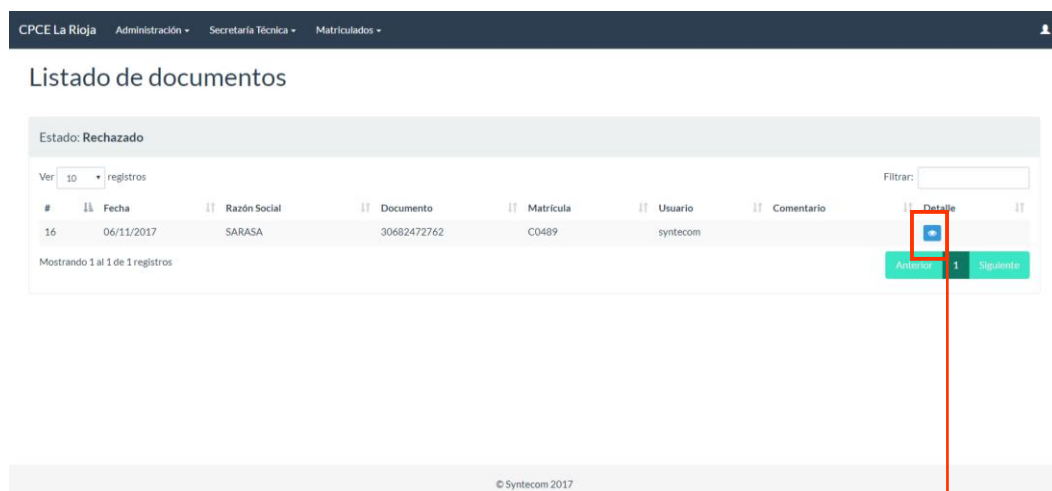 CPCE La Rioja Administración Secretaría Técnica Matriculados
Listado de documentos
Estado: Rechazado
Ver 10 registros Filtrar:
# Fecha Razón Social Documento Matrícula Usuario Comentario Detalle
16 06/11/2017 SARASA 30682472762 C0489 syntecom
Mostrando 1 al 1 de 1 registros Anterior 1 Siguiente
© Syntecom 2017